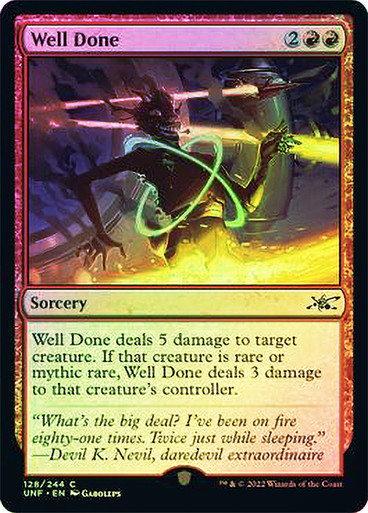 Well Done 2
Sorcery
Well Done deals 5 damage to target
creature. If that creature is rare or
mythic rare, Well Done deals 3 damage
to that creature's controller.
"What's the big deal? I've been on fire
eighty-one times. Twice just while sleeping."
—Devil K. Nevil, daredevil extraordinaire
128/244 C
UNF • EN Gaboleps
™ & © 2022 Wizards of the Coast